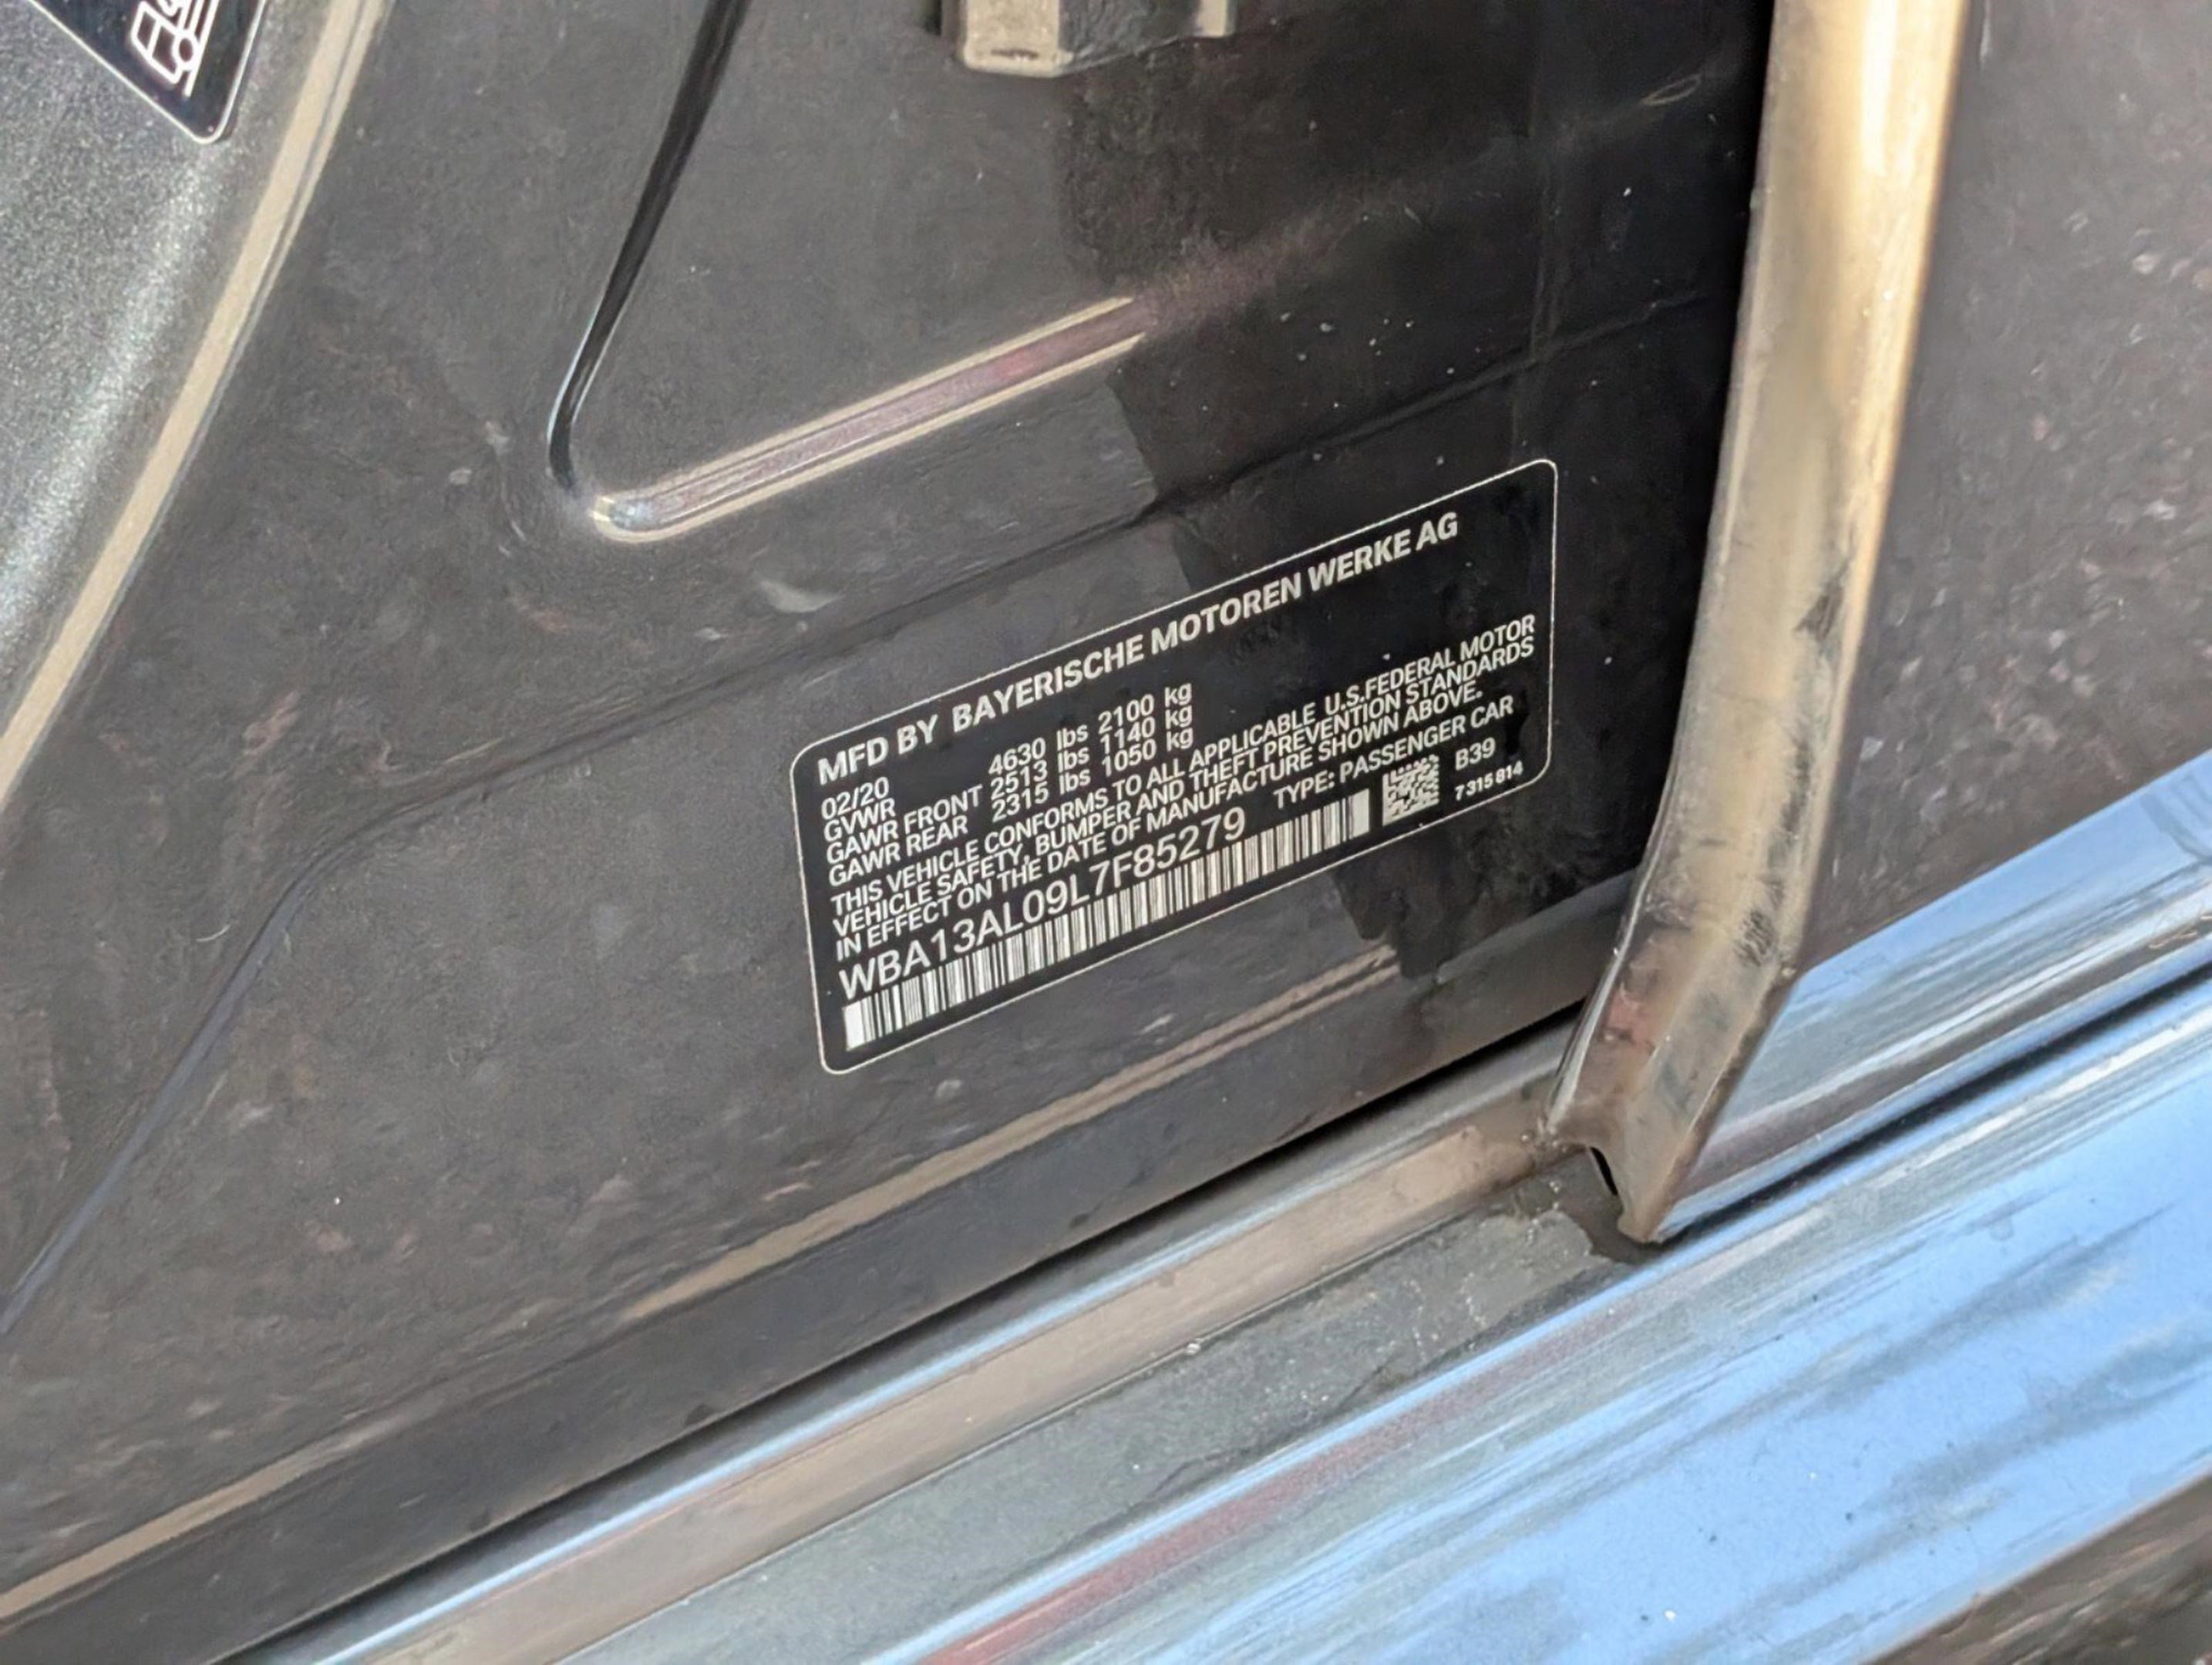 MFD BY BAYERISCHE MOTOREN WERKE AG
02/20
GVWR 4630 lbs 2100 kg
GAWR FRONT 2513 lbs 1140 kg
GAWR REAR 2315 lbs 1050 kg
THIS VEHICLE CONFORMS TO ALL APPLICABLE U.S.FEDERAL MOTOR
VEHICLE SAFETY, BUMPER AND THEFT PREVENTION STANDARDS
IN EFFECT ON THE DATE OF MANUFACTURE SHOWN ABOVE.
WBA13AL09L7F85279 TYPE: PASSENGER CAR
B39
7315814